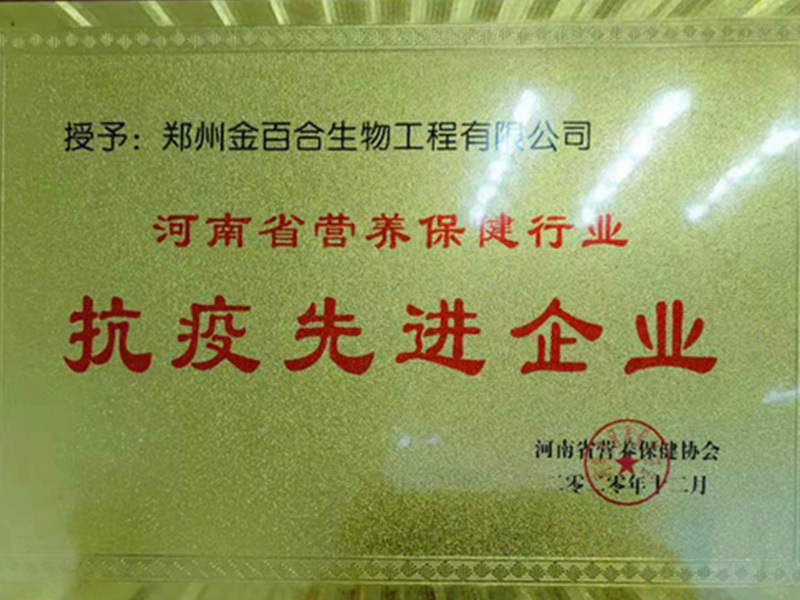 授予：郑州金百合生物工程有限公司
河南省营养保健行业
抗疫先进企业
河南省营养保健协会
二零二零年十二月